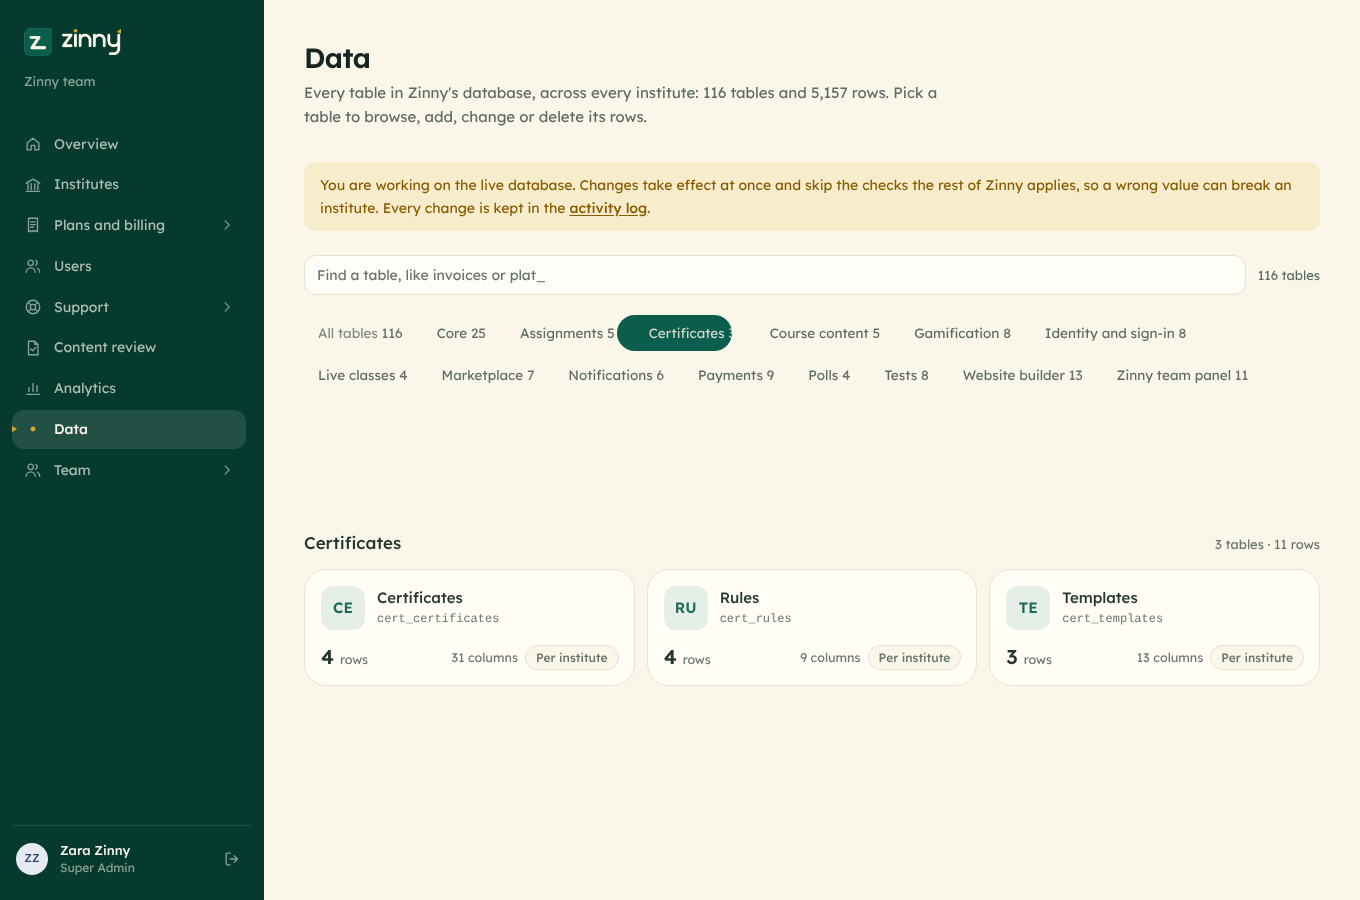 zinny
Zinny team
Overview
Institutes
Plans and billing
Users
Support
Content review
Analytics
Data
Team
ZZ
Zara Zinny
Super Admin
Data
Every table in Zinny's database, across every institute: 116 tables and 5,157 rows. Pick a
table to browse, add, change or delete its rows.
You are working on the live database. Changes take effect at once and skip the checks the rest of Zinny applies, so a wrong value can break an
institute. Every change is kept in the activity log.
Find a table, like invoices or plat_
116 tables
All tables 116 Core 25 Assignments 5 Certificates 3 Course content 5 Gamification 8 Identity and sign-in 8
Live classes 4 Marketplace 7 Notifications 6 Payments 9 Polls 4 Tests 8 Website builder 13 Zinny team panel 11
Certificates
3 tables · 11 rows
CE
Certificates
cert_certificates
4 rows
31 columns
Per institute
RU
Rules
cert_rules
4 rows
9 columns
Per institute
TE
Templates
cert_templates
3 rows
13 columns
Per institute